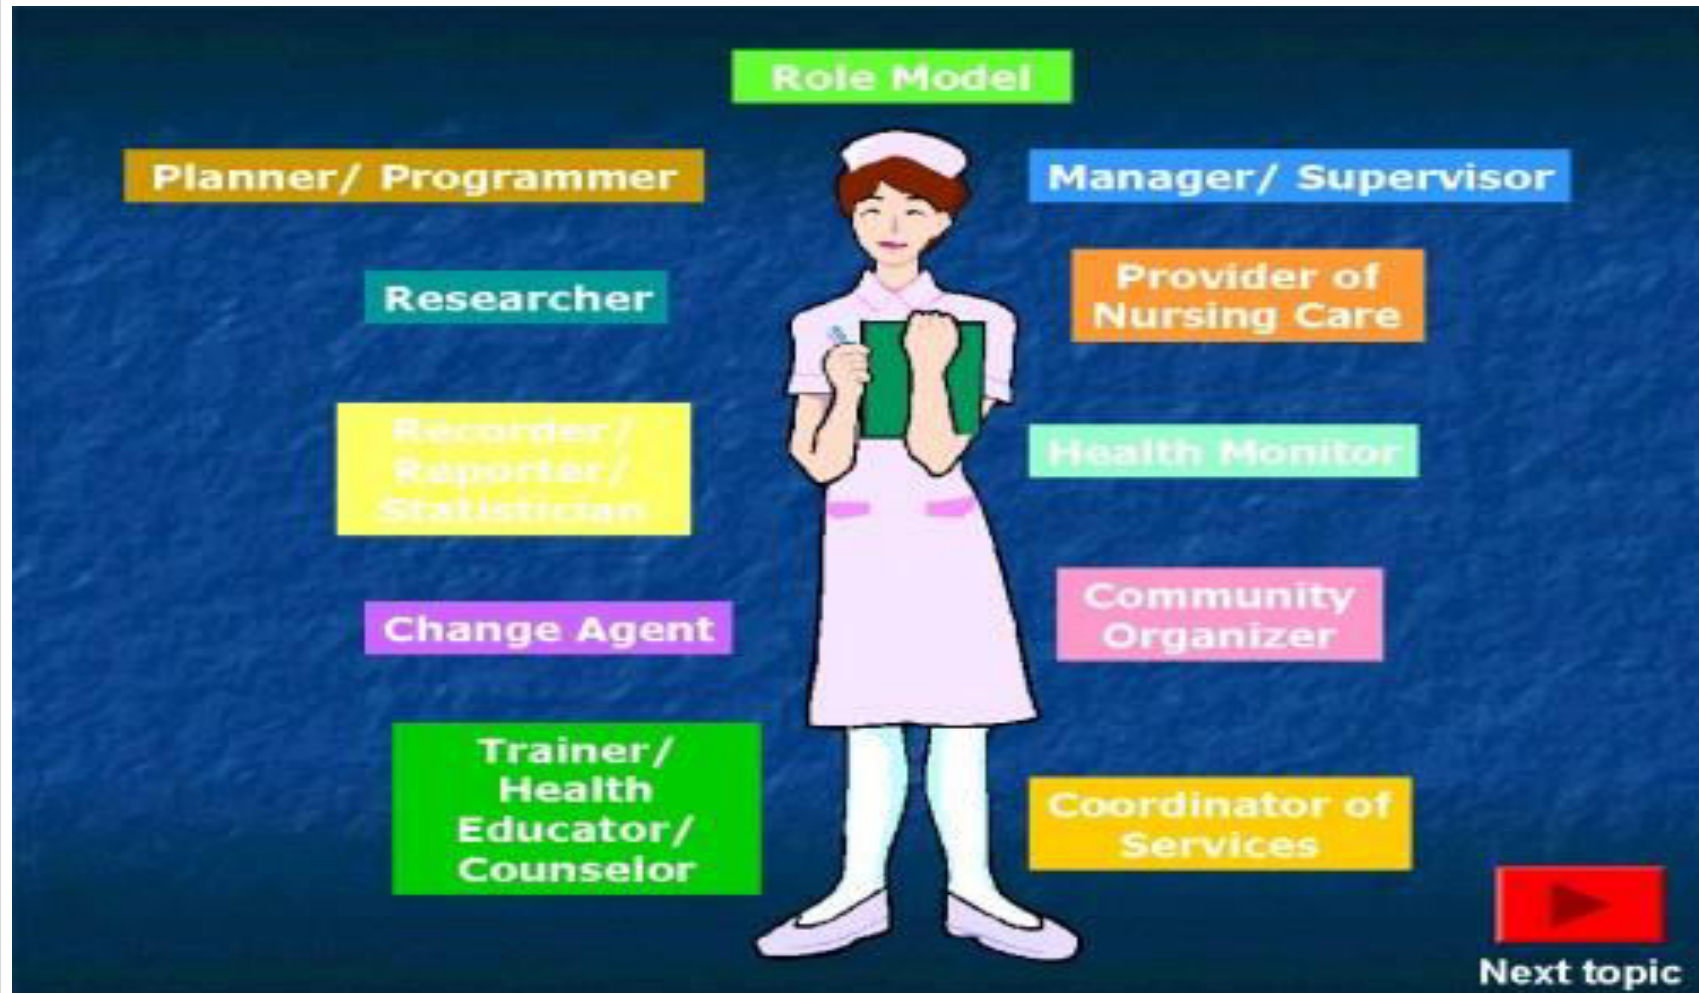 Role Model
Planner/ Programmer
Manager/ Supervisor
Researcher
Provider of
Nursing Care
Recorder/
Reporter/
Statistician
Health Monitor
Change Agent
Community
Organizer
Trainer/
Health
Educator/
Counselor
Coordinator of
Services
Next topic